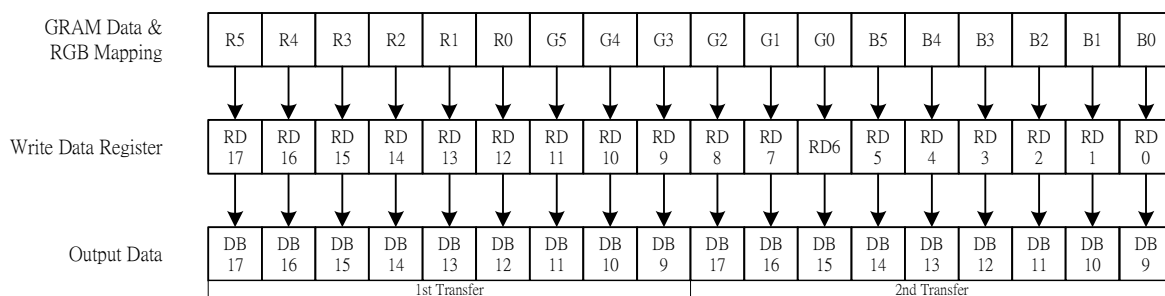 GRAM Data &
RGB Mapping
R5 R4 R3 R2 R1 R0 G5 G4 G3 G2 G1 G0 B5 B4 B3 B2 B1 B0
Write Data Register
RD 17 RD 16 RD 15 RD 14 RD 13 RD 12 RD 11 RD 10 RD 9 RD 8 RD 7 RD6 RD 5 RD 4 RD 3 RD 2 RD 1 RD 0
Output Data
DB 17 DB 16 DB 15 DB 14 DB 13 DB 12 DB 11 DB 10 DB 9 DB 17 DB 16 DB 15 DB 14 DB 13 DB 12 DB 11 DB 10 DB 9
1st Transfer 2nd Transfer